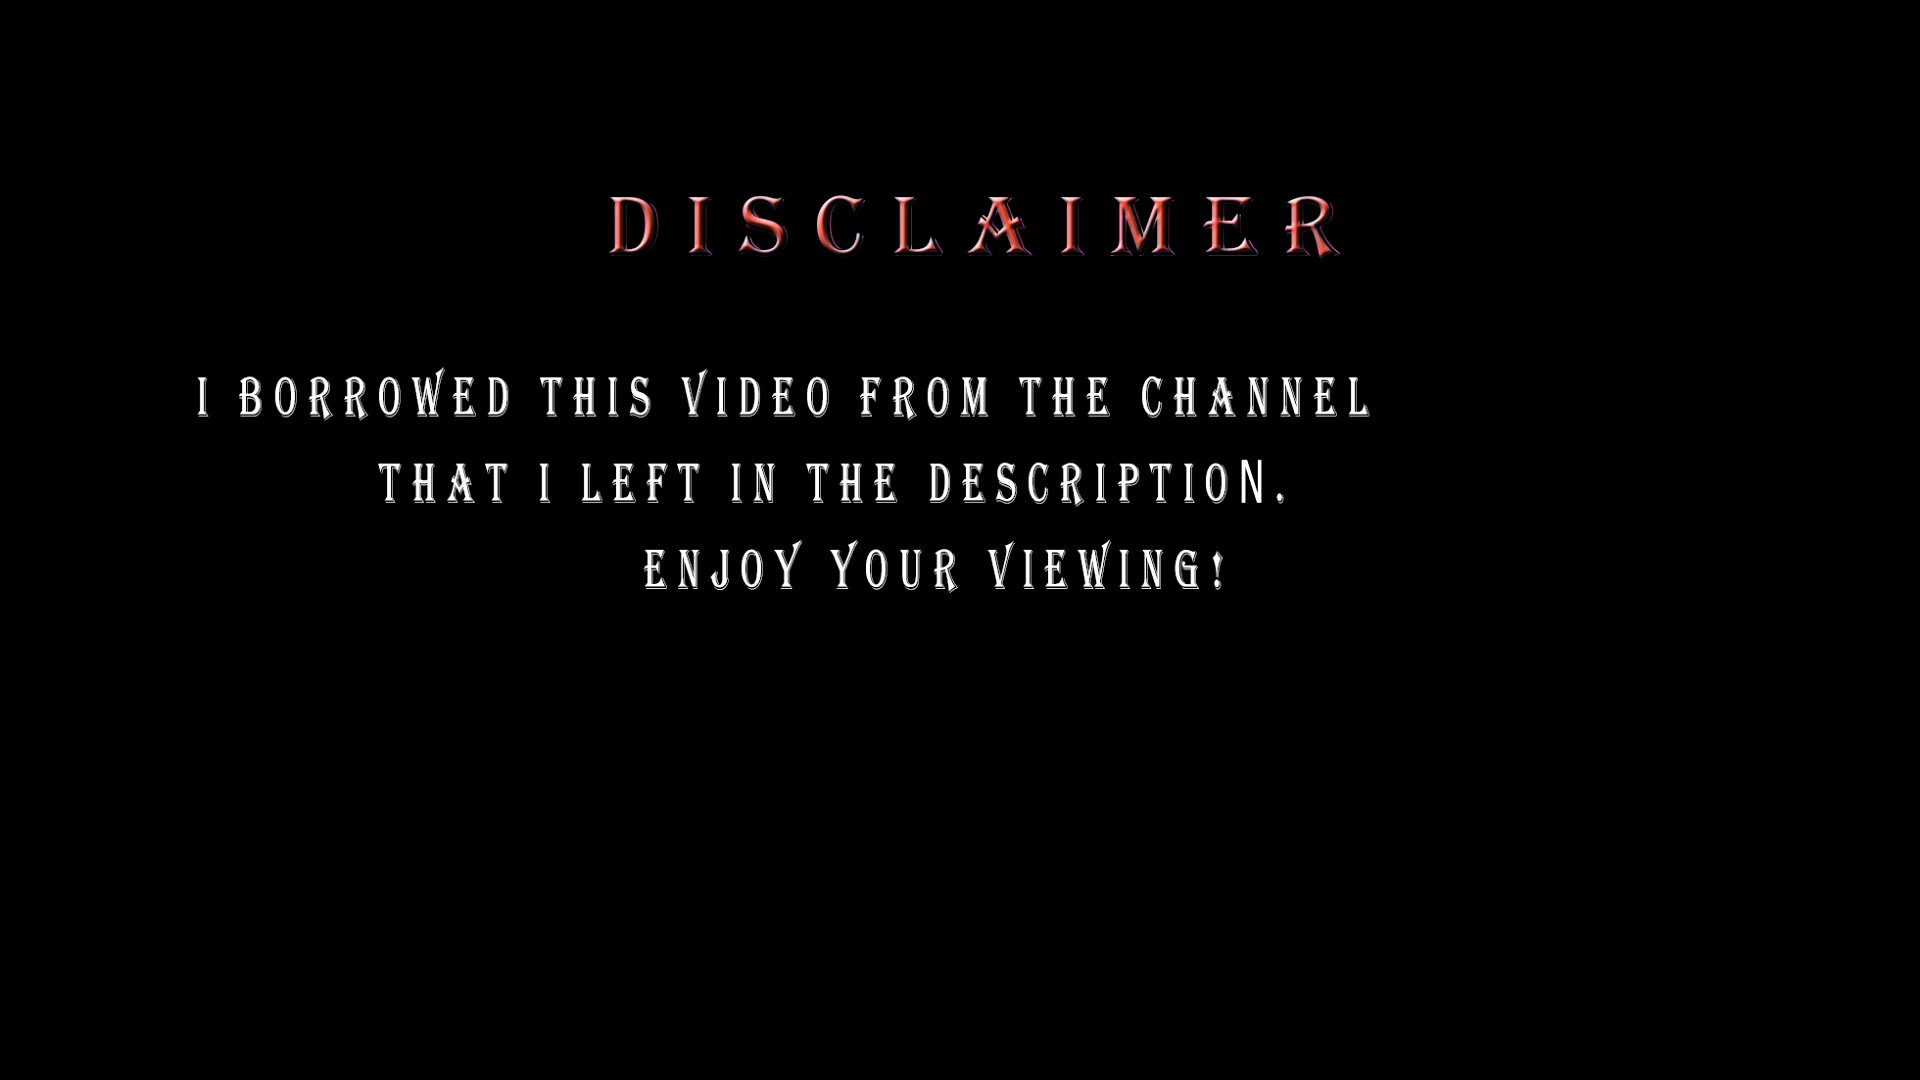 DISCLAIMER
I BORROWED THIS VIDEO FROM THE CHANNEL
THAT I LEFT IN THE DESCRIPTION.
ENJOY YOUR VIEWING!